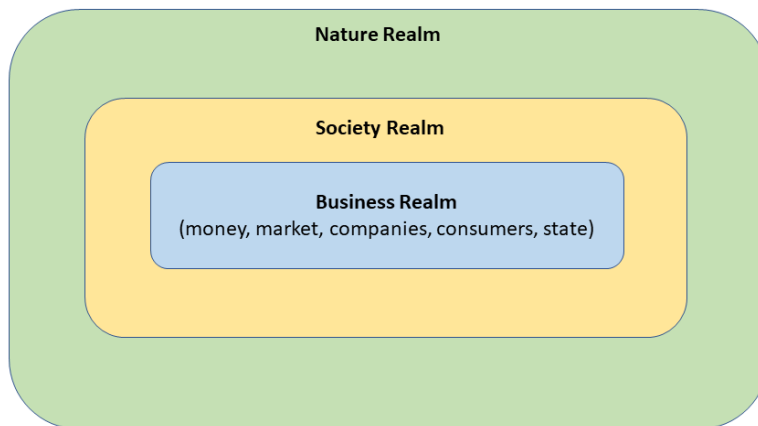 Nature Realm
Society Realm
Business Realm
(money, market, companies, consumers, state)